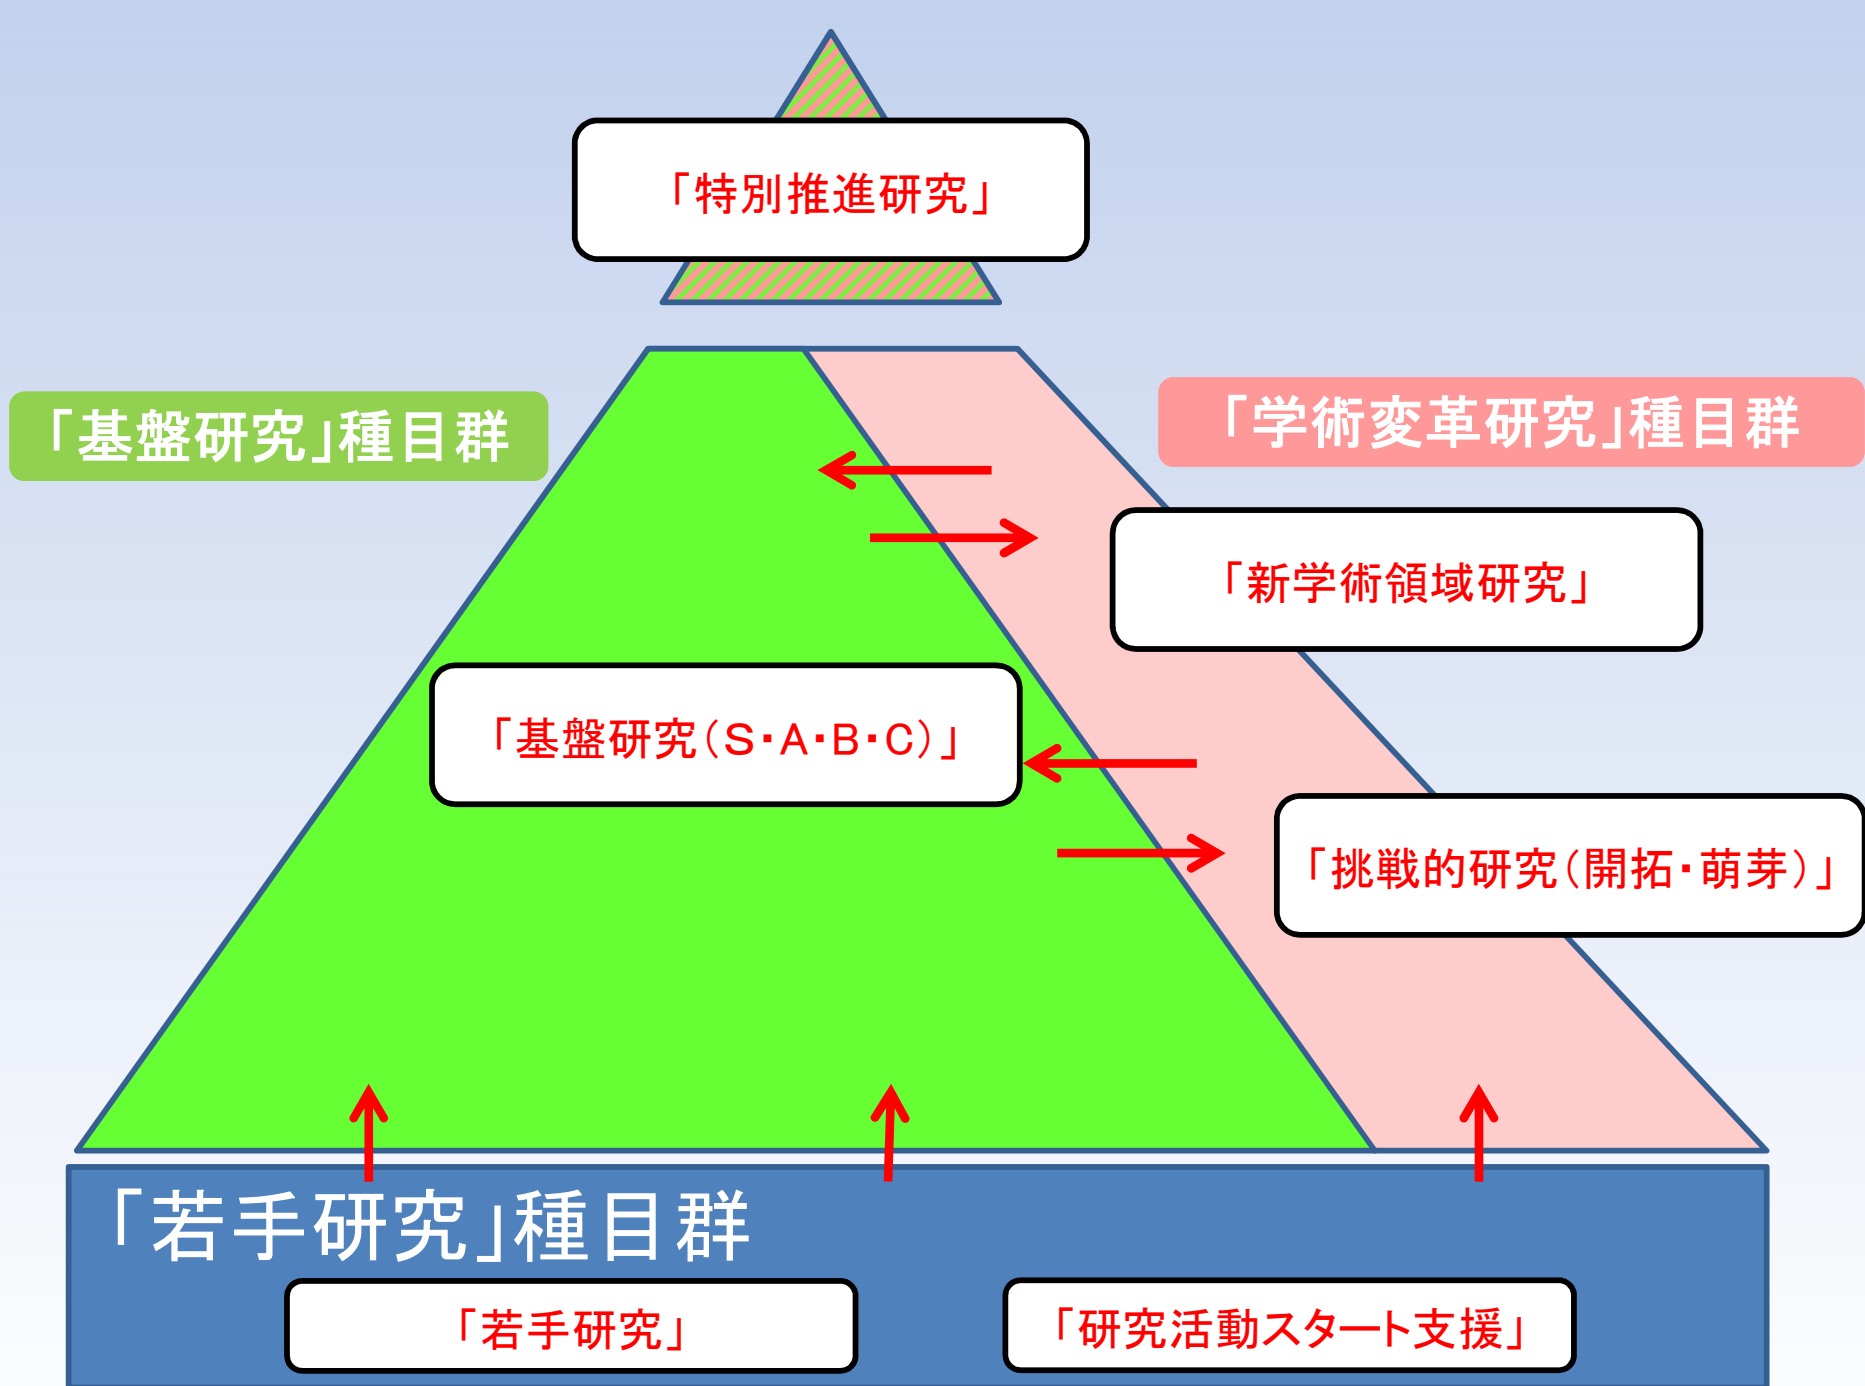 「特別推進研究」
「基盤研究」種目群
「学術変革研究」種目群
「新学術領域研究」
「基盤研究(S・A・B・C)」
「挑戦的研究(開拓・萌芽)」
「若手研究」種目群
「若手研究」
「研究活動スタート支援」